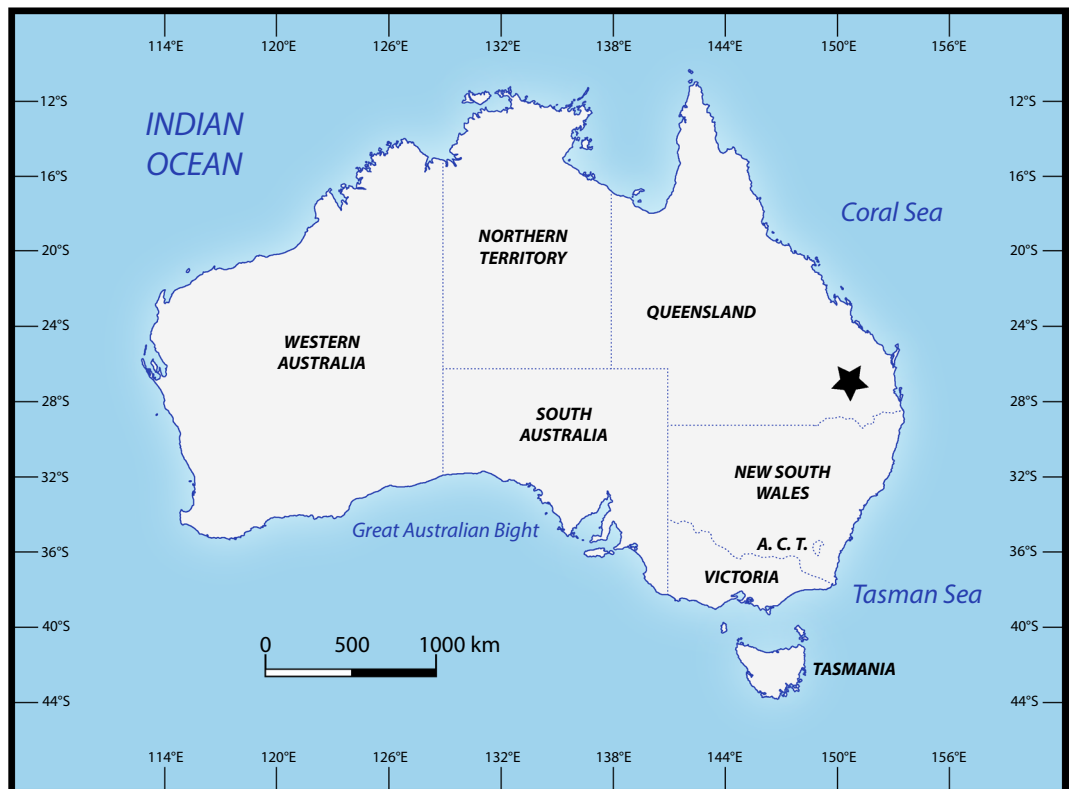 114°E 120°E 126°E 132°E 138°E 144°E 150°E 156°E
12°S 12°S
INDIAN
OCEAN
16°S 16°S
Coral Sea
NORTHERN
TERRITORY
20°S 20°S
QUEENSLAND
24°S 24°S
WESTERN
AUSTRALIA
28°S 28°S
SOUTH
AUSTRALIA
32°S 32°S
NEW SOUTH
WALES
Great Australian Bight
A. C. T.
36°S 36°S
VICTORIA
Tasman Sea
40°S 40°S
0 500 1000 km
TASMANIA
44°S 44°S
114°E 120°E 126°E 132°E 138°E 144°E 150°E 156°E